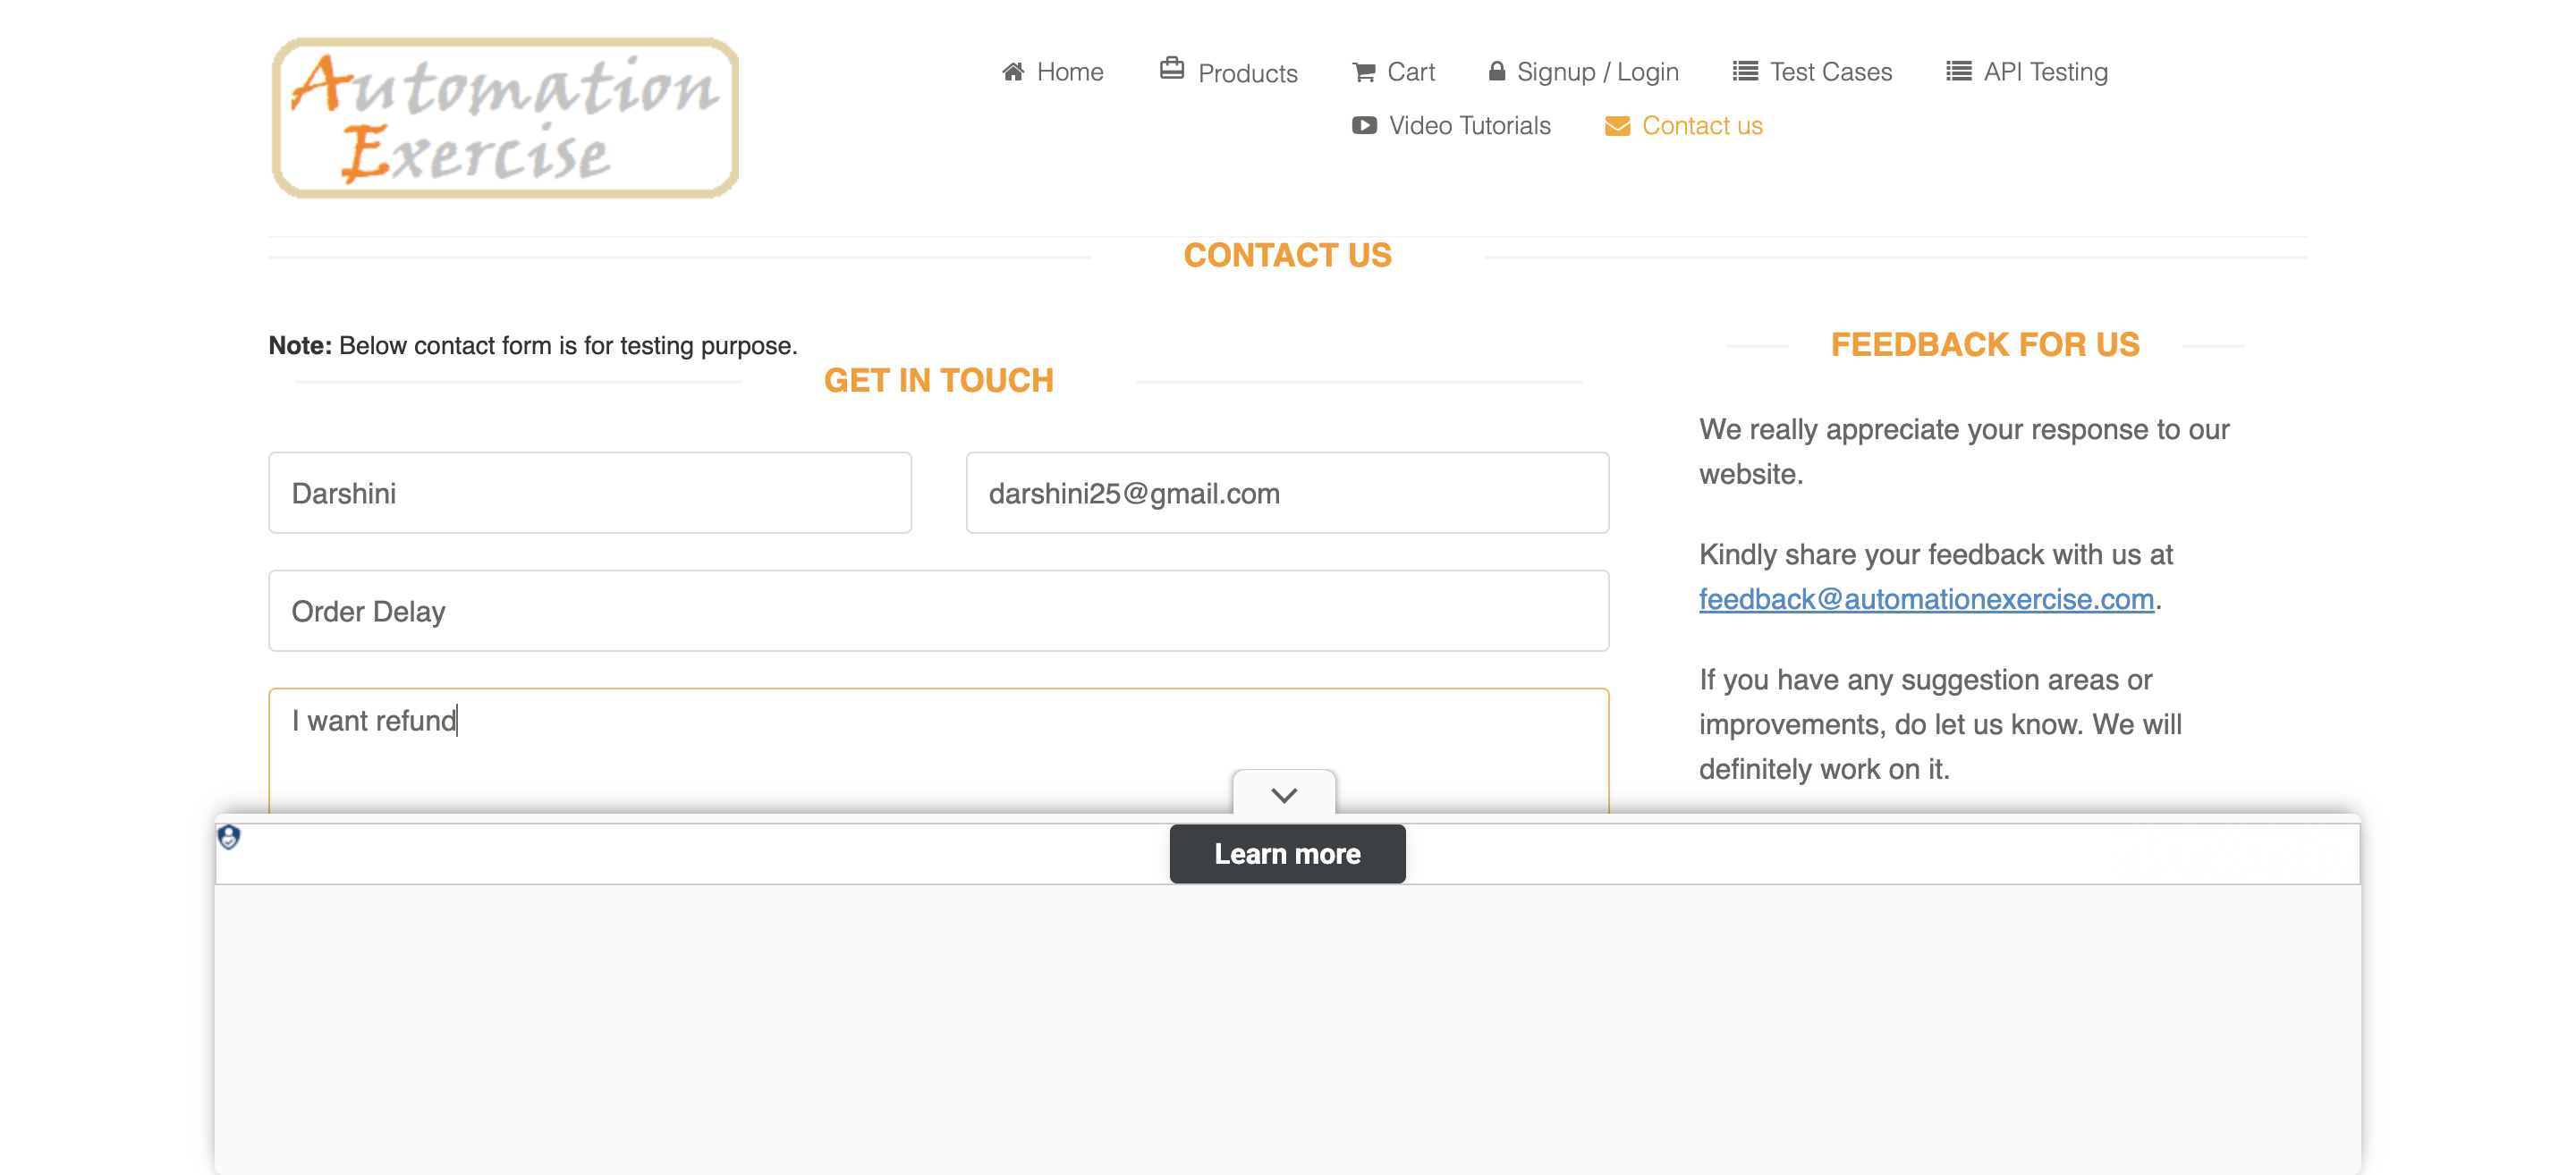 Automation
Exercise
Home
Products
Cart
Signup / Login
Test Cases
API Testing
Video Tutorials
Contact us
CONTACT US
Note: Below contact form is for testing purpose.
GET IN TOUCH
Darshini
darshini25@gmail.com
Order Delay
I want refund
FEEDBACK FOR US
We really appreciate your response to our
website.
Kindly share your feedback with us at
feedback@automationexercise.com.
If you have any suggestion areas or
improvements, do let us know. We will
definitely work on it.
Learn more